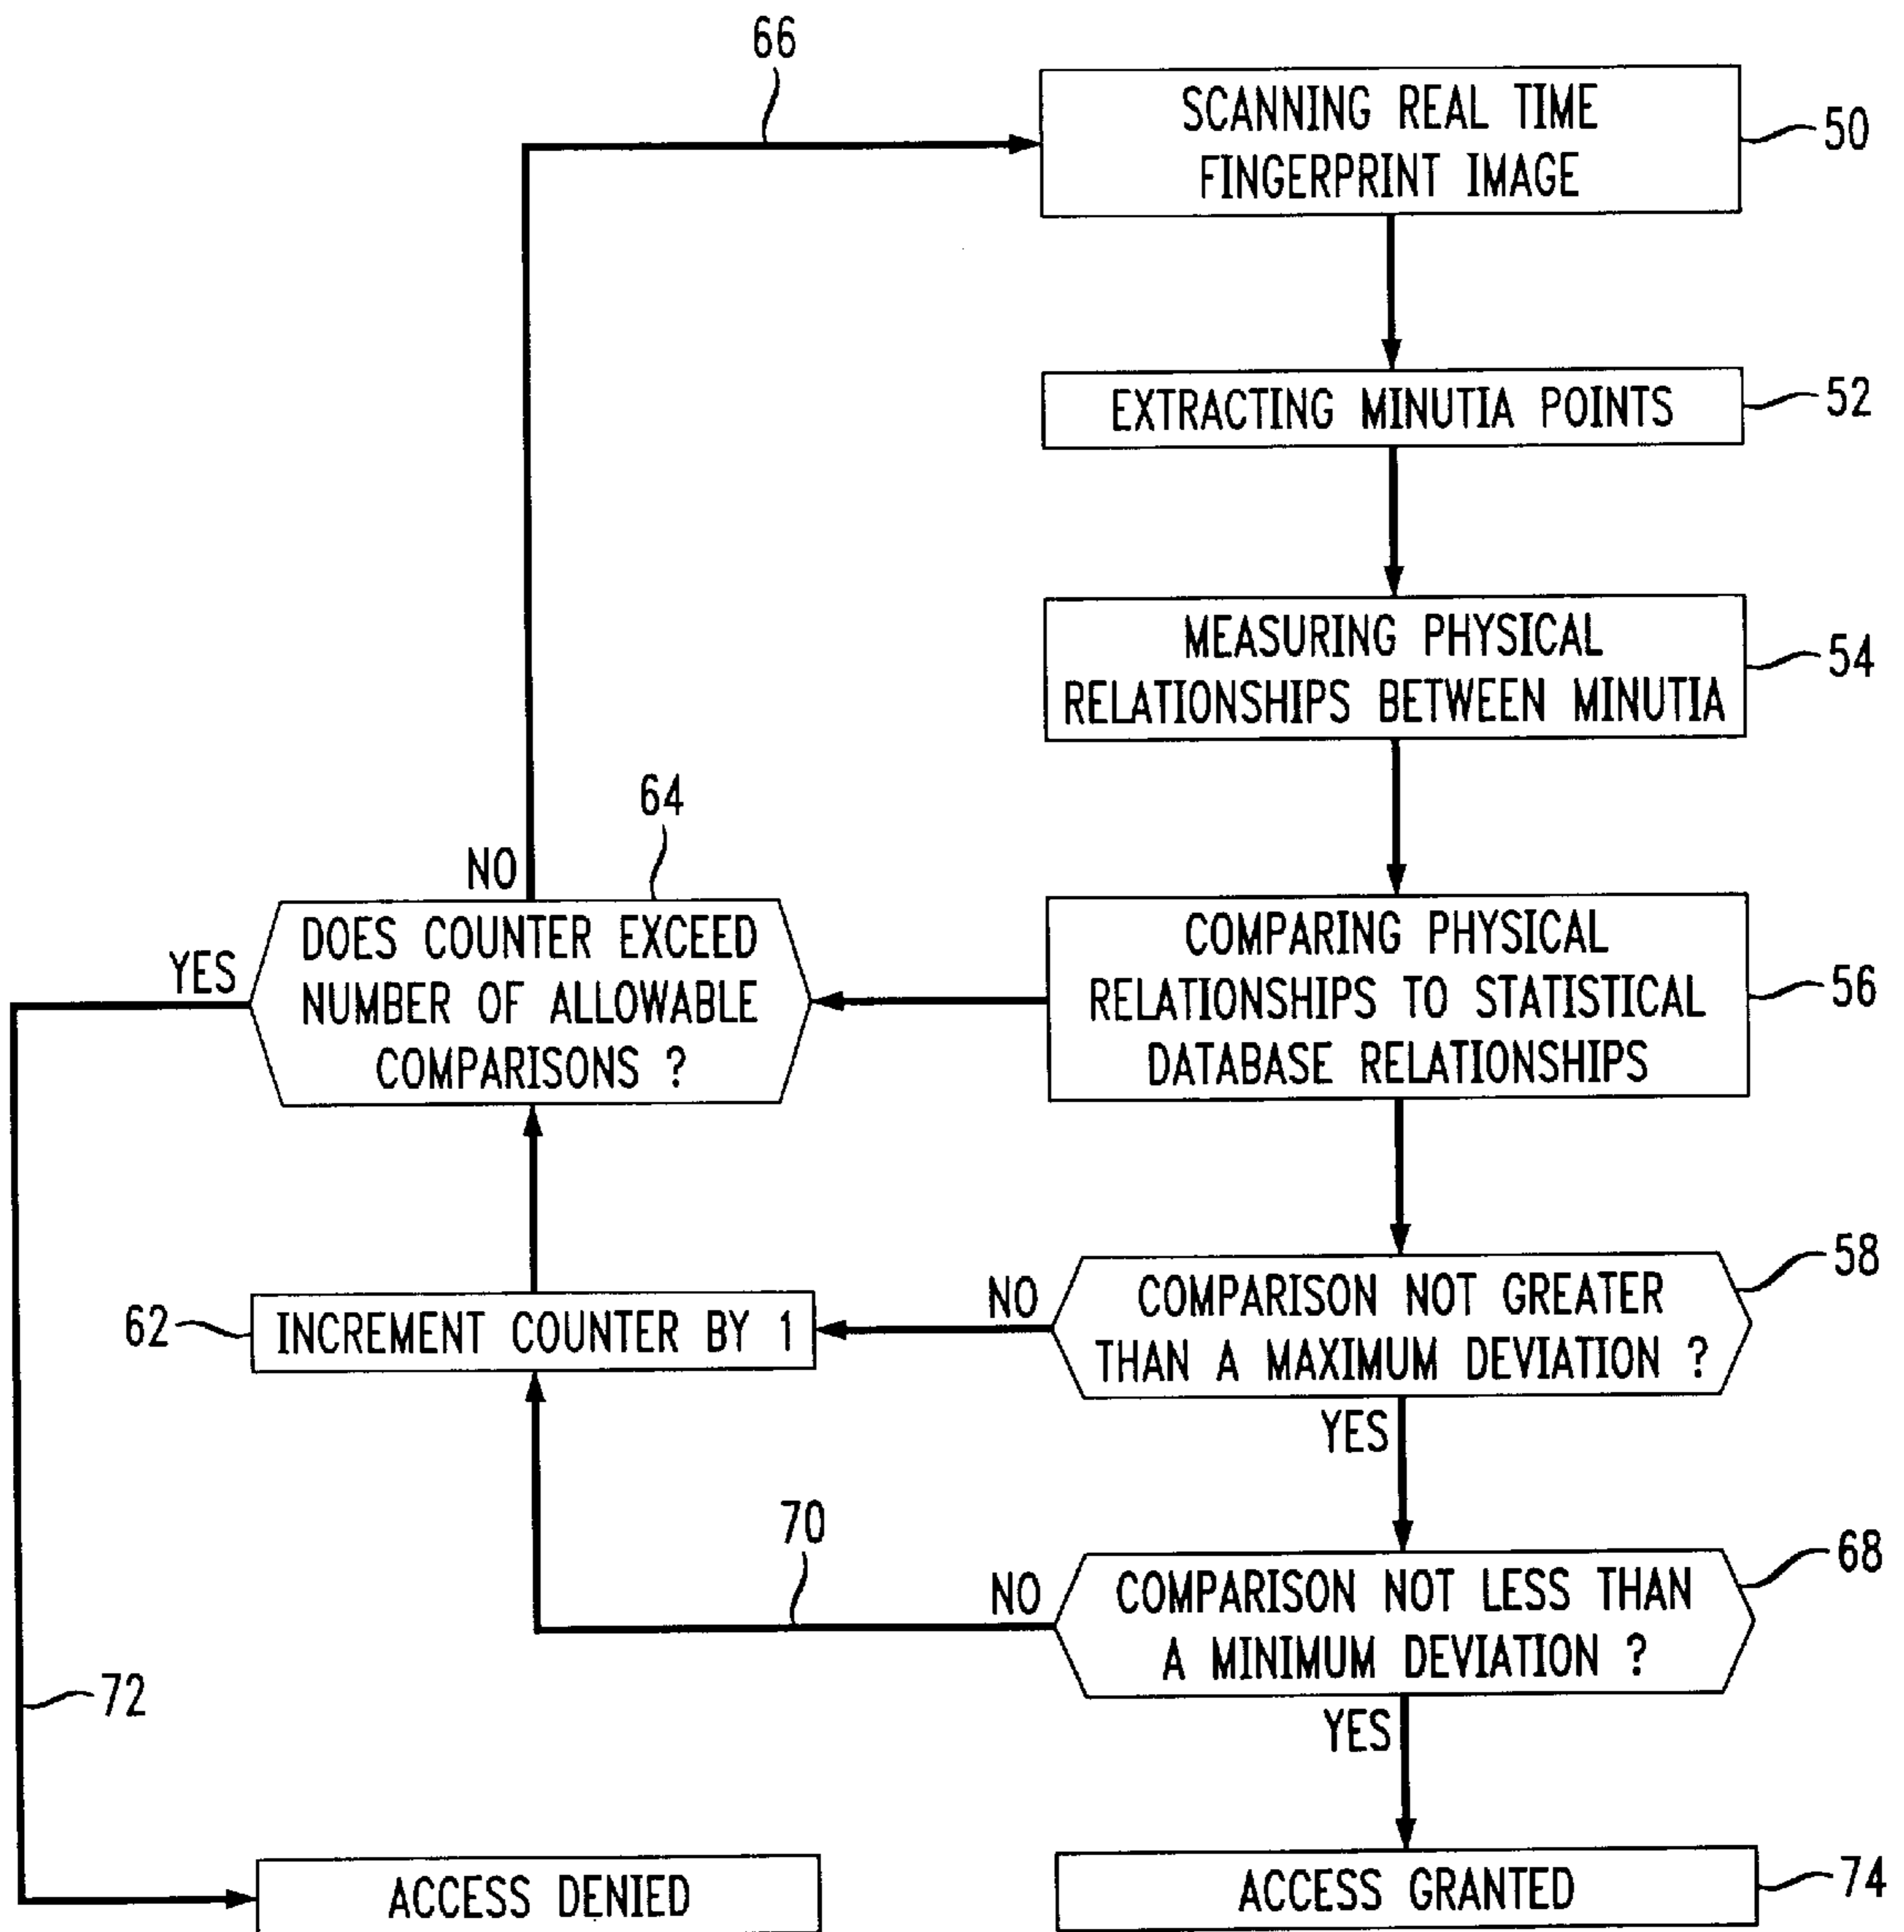 66
SCANNING REAL TIME
FINGERPRINT IMAGE
50
EXTRACTING MINUTIA POINTS
52
MEASURING PHYSICAL
RELATIONSHIPS BETWEEN MINUTIA
54
64
NO
DOES COUNTER EXCEED
NUMBER OF ALLOWABLE
COMPARISONS ?
YES
COMPARING PHYSICAL
RELATIONSHIPS TO STATISTICAL
DATABASE RELATIONSHIPS
56
62
INCREMENT COUNTER BY 1
NO
COMPARISON NOT GREATER
THAN A MAXIMUM DEVIATION ?
58
YES
70
NO
COMPARISON NOT LESS THAN
A MINIMUM DEVIATION ?
68
YES
72
ACCESS DENIED
ACCESS GRANTED
74